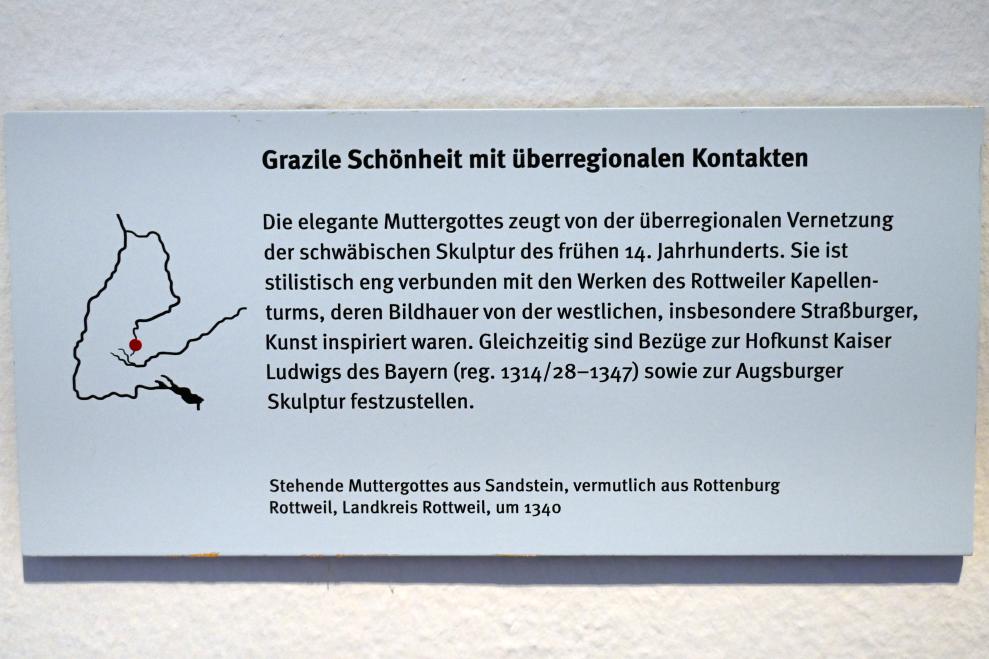 Grazile Schönheit mit überregionalen Kontakten
Die elegante Muttergottes zeugt von der überregionalen Vernetzung
der schwäbischen Skulptur des frühen 14. Jahrhunderts. Sie ist
stilistisch eng verbunden mit den Werken des Rottweiler Kapellen-
turms, deren Bildhauer von der westlichen, insbesondere Straßburger,
Kunst inspiriert waren. Gleichzeitig sind Bezüge zur Hofkunst Kaiser
Ludwigs des Bayern (reg. 1314/28–1347) sowie zur Augsburger
Skulptur festzustellen.
Stehende Muttergottes aus Sandstein, vermutlich aus Rottenburg
Rottweil, Landkreis Rottweil, um 1340